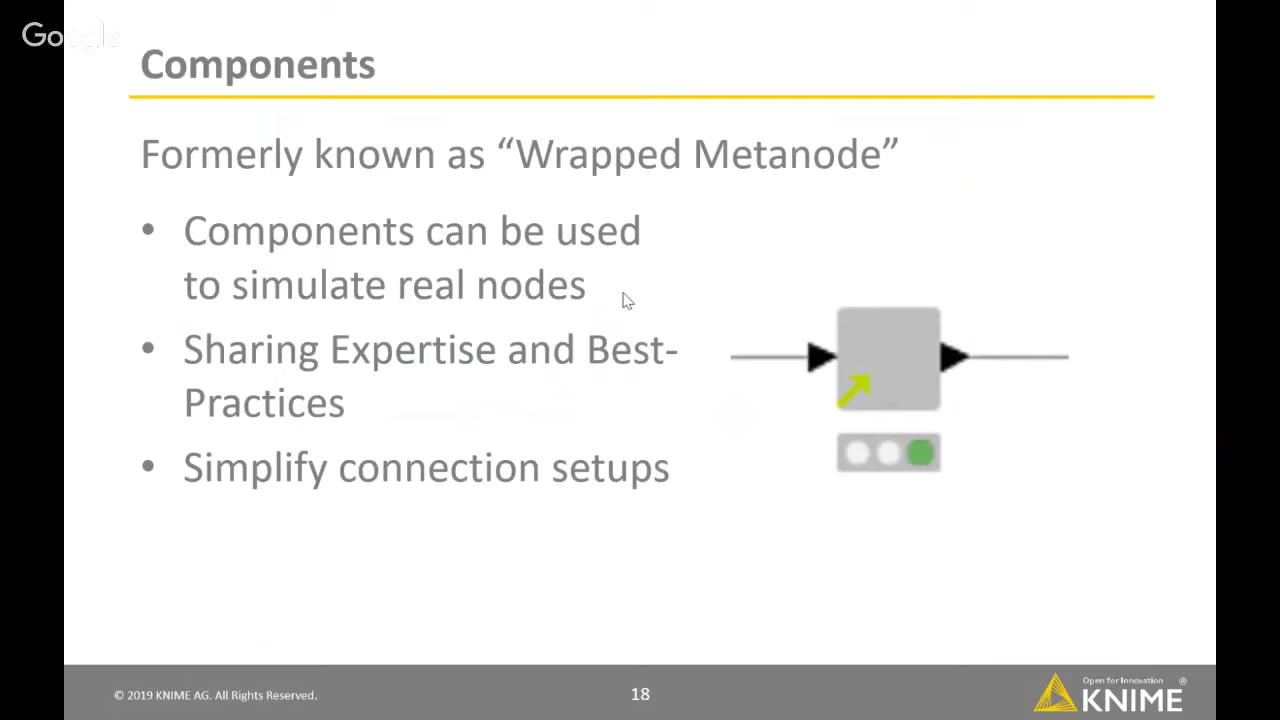 Google
Components
Formerly known as “Wrapped Metanode”
• Components can be used
to simulate real nodes
• Sharing Expertise and Best-
Practices
• Simplify connection setups
© 2019 KNIME AG. All Rights Reserved.
18
Open for Innovation ®
KNIME